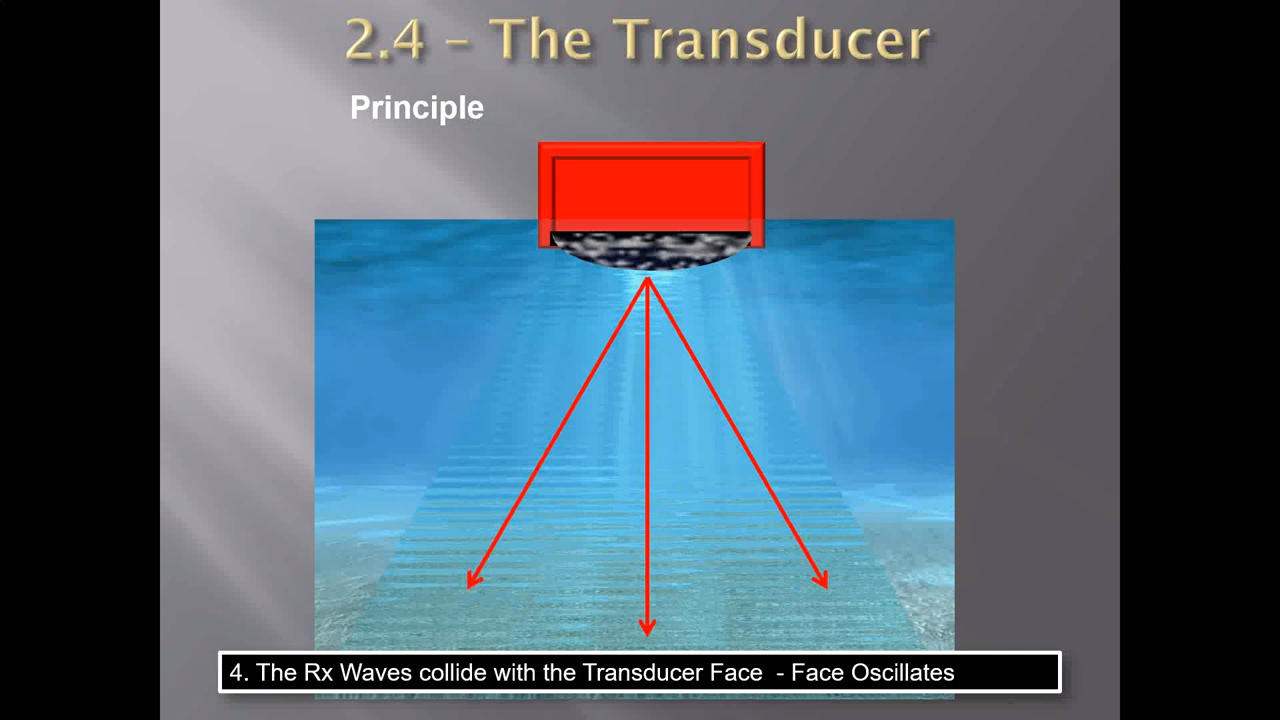 2.4 – The Transducer
Principle
4. The Rx Waves collide with the Transducer Face - Face Oscillates